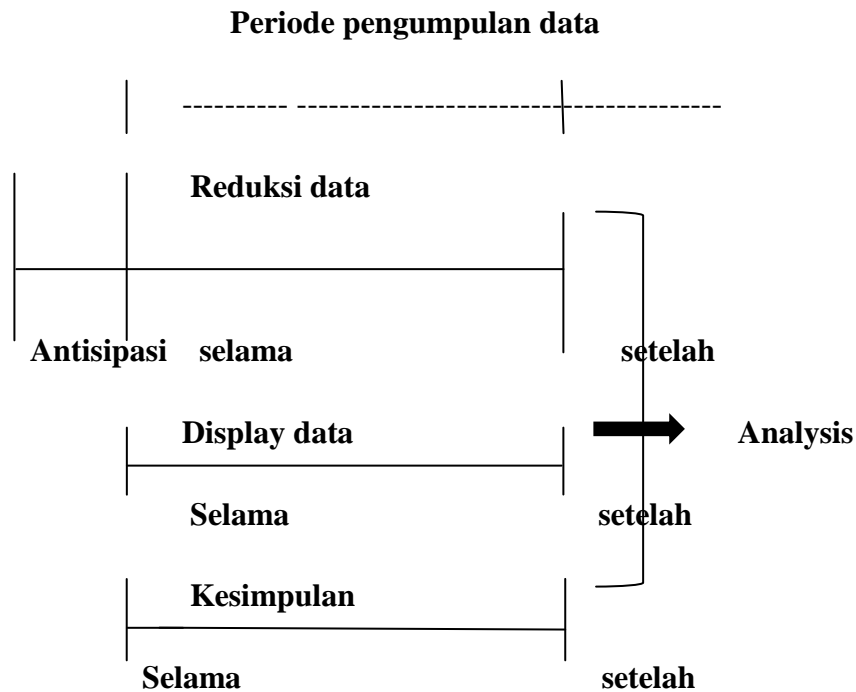 Periode pengumpulan data
Reduksi data
Antisipasi selama setelah
Display data Analysis
Selama setelah
Kesimpulan
Selama setelah